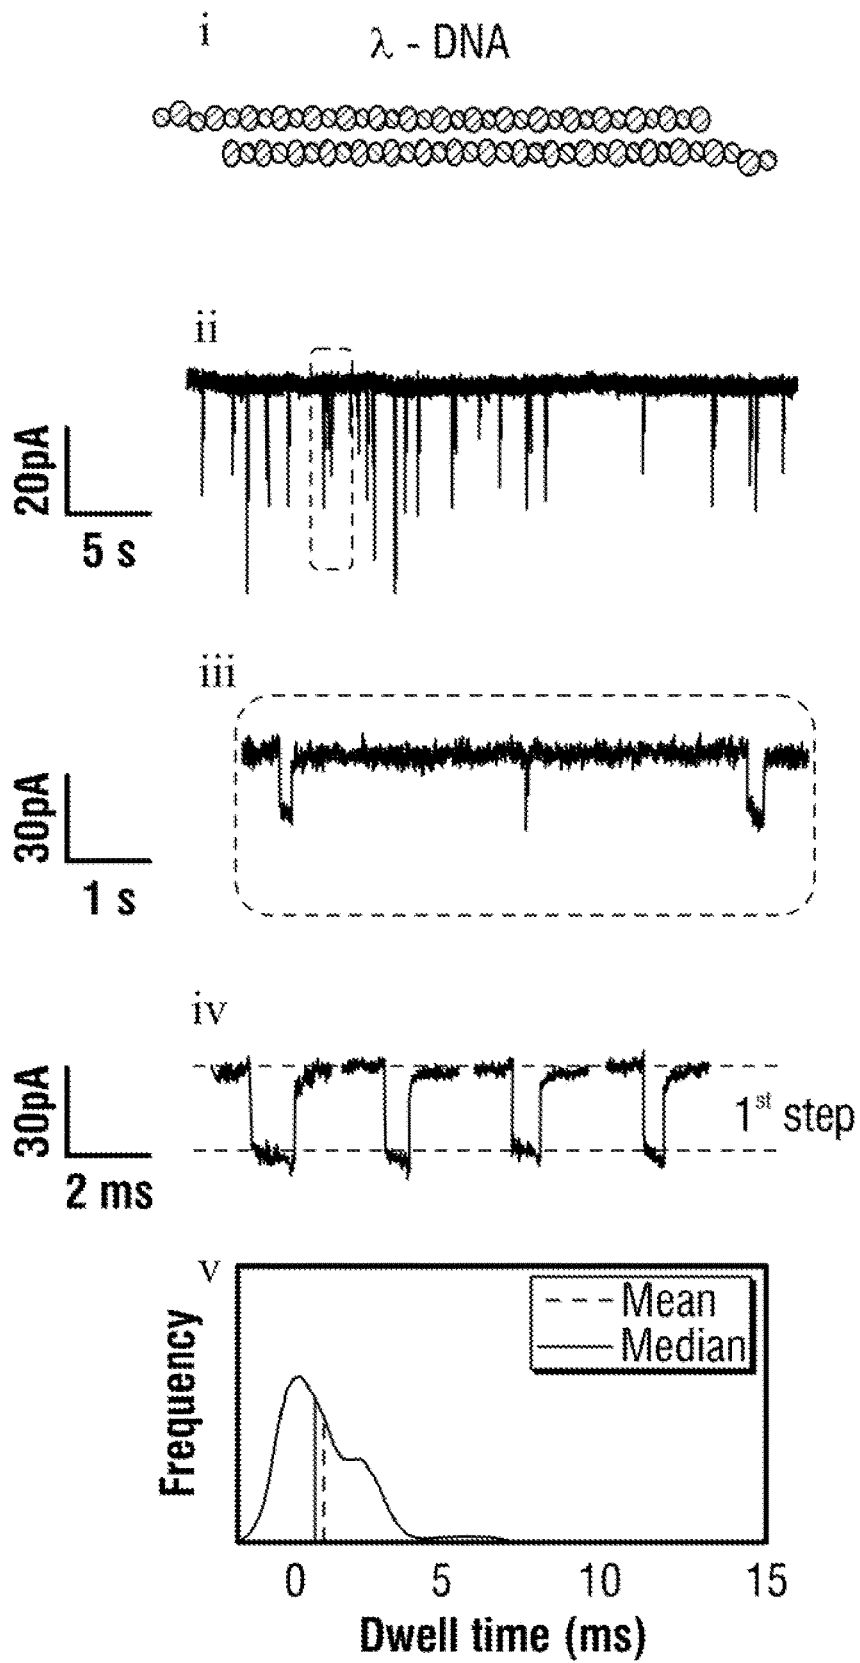 i
λ - DNA
ii
20pA
5 s
iii
30pA
1 s
iv
30pA
1st step
2 ms
v
Mean
Median
Frequency
0 5 10 15
Dwell time (ms)